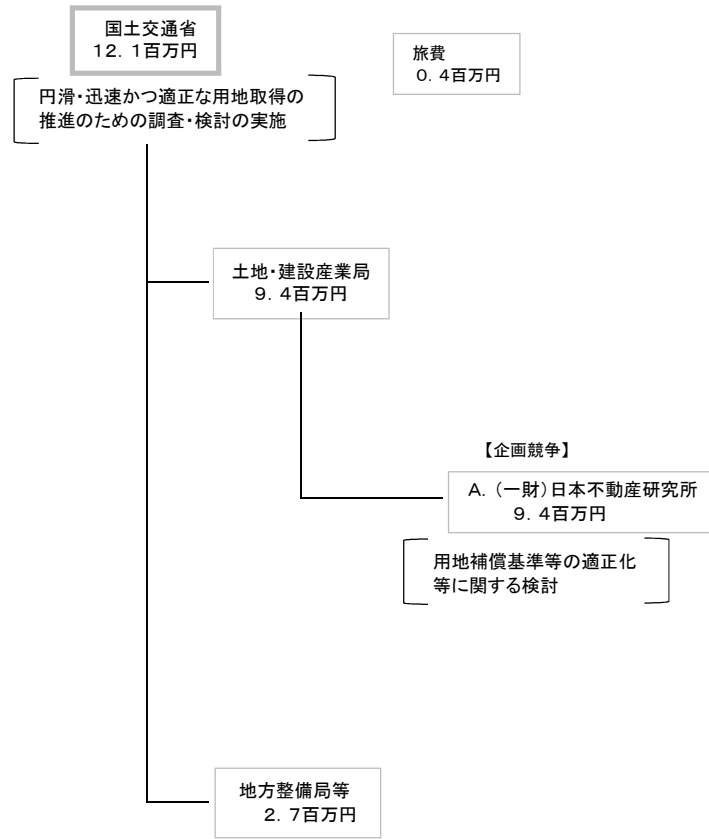 国土交通省
１２．１百万円
旅費
０．４百万円
円滑・迅速かつ適正な用地取得の
推進のための調査・検討の実施
土地・建設産業局
９．４百万円
【企画競争】
Ａ．（一財）日本不動産研究所
９．４百万円
用地補償基準等の適正化
等に関する検討
地方整備局等
２．７百万円